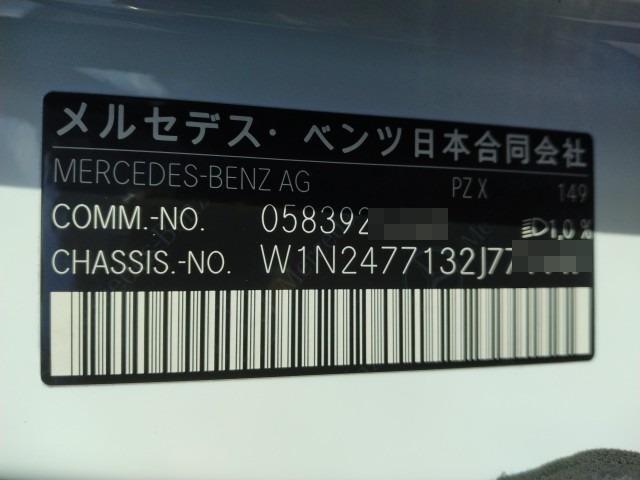 メルセデス・ベンツ日本合同会社
MERCEDES-BENZ AG PZ X 149
COMM.-NO. 058392 1,0 %
CHASSIS.-NO. W1N2477132J77